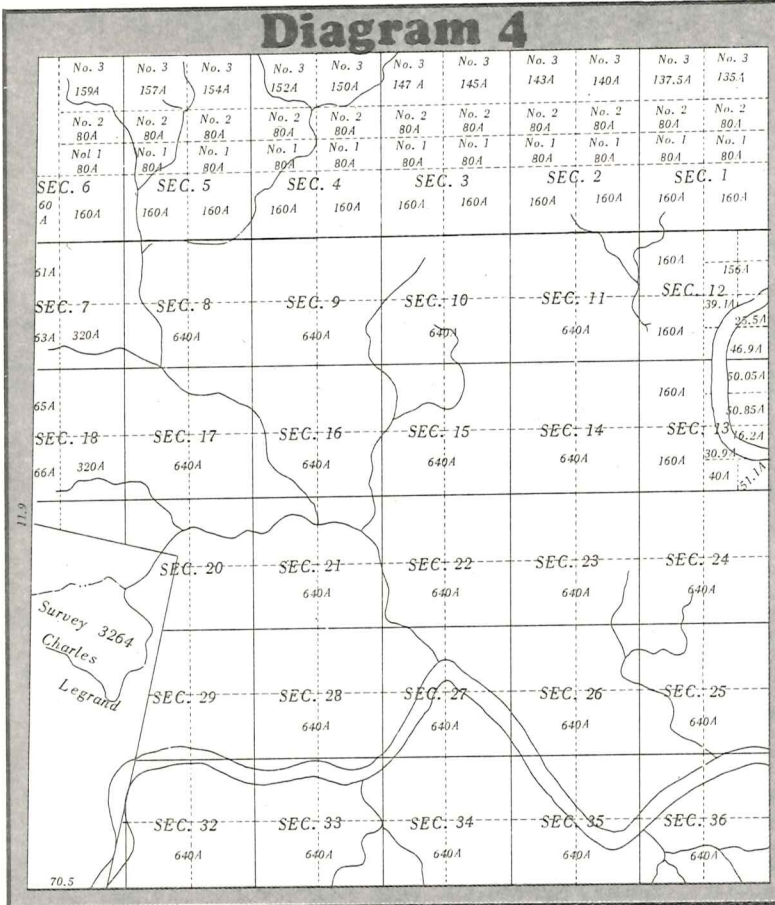 Diagram 4
No. 3 No. 3 No. 3 No. 3 No. 3 No. 3 No. 3 No. 3 No. 3 No. 3 No. 3
159A 157A 154A 152A 150A 147 A 145A 143A 140A 137.5A 135A
No. 2 No. 2 No. 2 No. 2 No. 2 No. 2 No. 2 No. 2 No. 2 No. 2 No. 2
80A 80A 80A 80A 80A 80A 80A 80A 80A 80A 80A
Nol 1 No. 1 No. 1 No. 1 No. 1 No. 1 No. 1 No. 1 No. 1 No. 1 No. 1
80A 80A 80A 80A 80A 80A 80A 80A 80A 80A 80A
SEC. 6 SEC. 5 SEC. 4 SEC. 3 SEC. 2 SEC. 1
60 A 160A 160A 160A 160A 160A 160A 160A 160A 160A 160A 160A
61A 160A 156A
SEC. 7 SEC. 8 SEC. 9 SEC. 10 SEC. 11 SEC. 12
39.1A
25.5A
63A 320A 640A 640A 640A 640A 160A
46.9A
50.05A
65A 160A
50.85A
SEC. 18 SEC. 17 SEC. 16 SEC. 15 SEC. 14 SEC. 13 16.2A
66A 320A 640A 640A 640A 640A 160A 30.9A
40A 51.1A
11.9
SEC. 20 SEC. 21 SEC. 22 SEC. 23 SEC. 24
640A 640A 640A 640A
Survey 3264
Charles
Legrand
SEC. 29 SEC. 28 SEC. 27 SEC. 26 SEC. 25
640A 640A 640A 640A
SEC. 32 SEC. 33 SEC. 34 SEC. 35 SEC. 36
640A 640A 640A 640A 640A
70.5